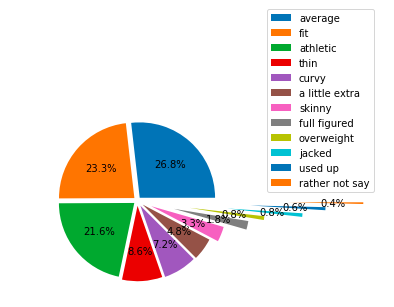 average
fit
athletic
thin
curvy
a little extra
skinny
full figured
overweight
jacked
used up
rather not say
26.8%
23.3%
21.6%
8.6%
7.2%
4.8%
3.3%
1.8%
0.8%
0.8%
0.6%
0.4%